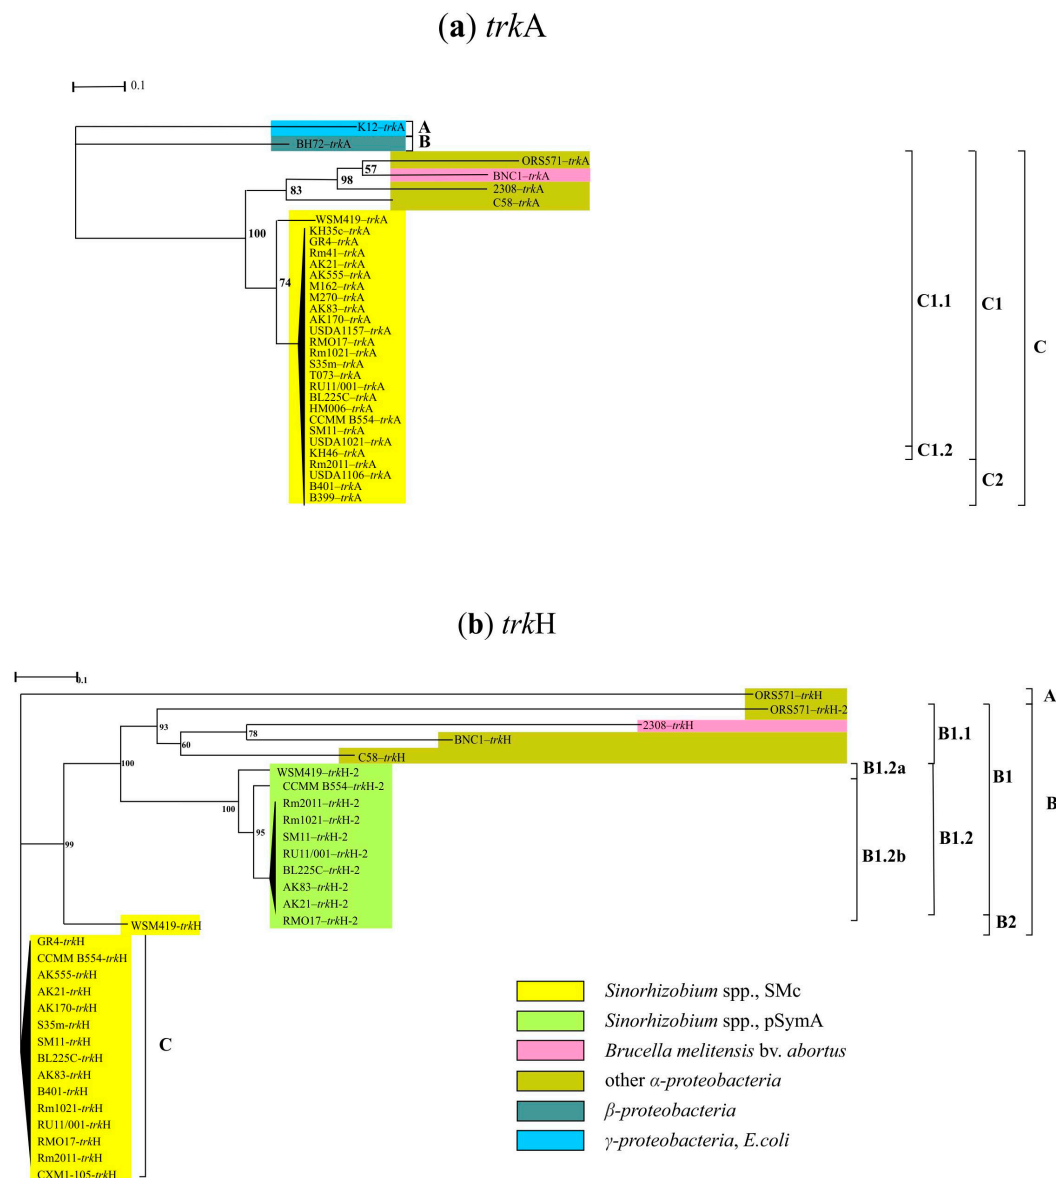 (a) trkA
0.1
K12–trkA
A
BH72–trkA
B
ORS571–trkA
57
BNC1–trkA
98
2308–trkA
83
C58–trkA
WSM419–trkA
KH35c–trkA
100
GR4–trkA
Rm41–trkA
AK21–trkA
AK555–trkA
74
M162–trkA
M270–trkA
C1.1
C1
AK83–trkA
AK170–trkA
USDA1157–trkA
RMO17–trkA
C
Rm1021–trkA
S35m–trkA
T073–trkA
RU11/001–trkA
BL225C–trkA
HM006–trkA
CCMM B554–trkA
SM11–trkA
USDA1021–trkA
C1.2
KH46–trkA
Rm2011–trkA
USDA1106–trkA
C2
B401–trkA
B399–trkA
(b) trkH
0.1
ORS571–trkH
A
ORS571–trkH-2
93
2308–trkH
78
B1.1
60
BNC1–trkH
C58–trkH
100
B1.2a
WSM419–trkH-2
B1
CCMM B554–trkH-2
Rm2011–trkH-2
B
100
Rm1021–trkH-2
95
SM11–trkH-2
B1.2
99
RU11/001–trkH-2
B1.2b
BL225C–trkH-2
AK83–trkH-2
AK21–trkH-2
RMO17–trkH-2
B2
WSM419-trkH
GR4-trkH
CCMM B554-trkH
AK555-trkH
AK21-trkH
AK170-trkH
S35m-trkH
SM11-trkH
C
BL225C-trkH
AK83-trkH
B401-trkH
Rm1021-trkH
RU11/001-trkH
RMO17-trkH
Rm2011-trkH
CXM1-105-trkH
Sinorhizobium spp., SMc
Sinorhizobium spp., pSymA
Brucella melitensis bv. abortus
other α-proteobacteria
β-proteobacteria
γ-proteobacteria, E.coli